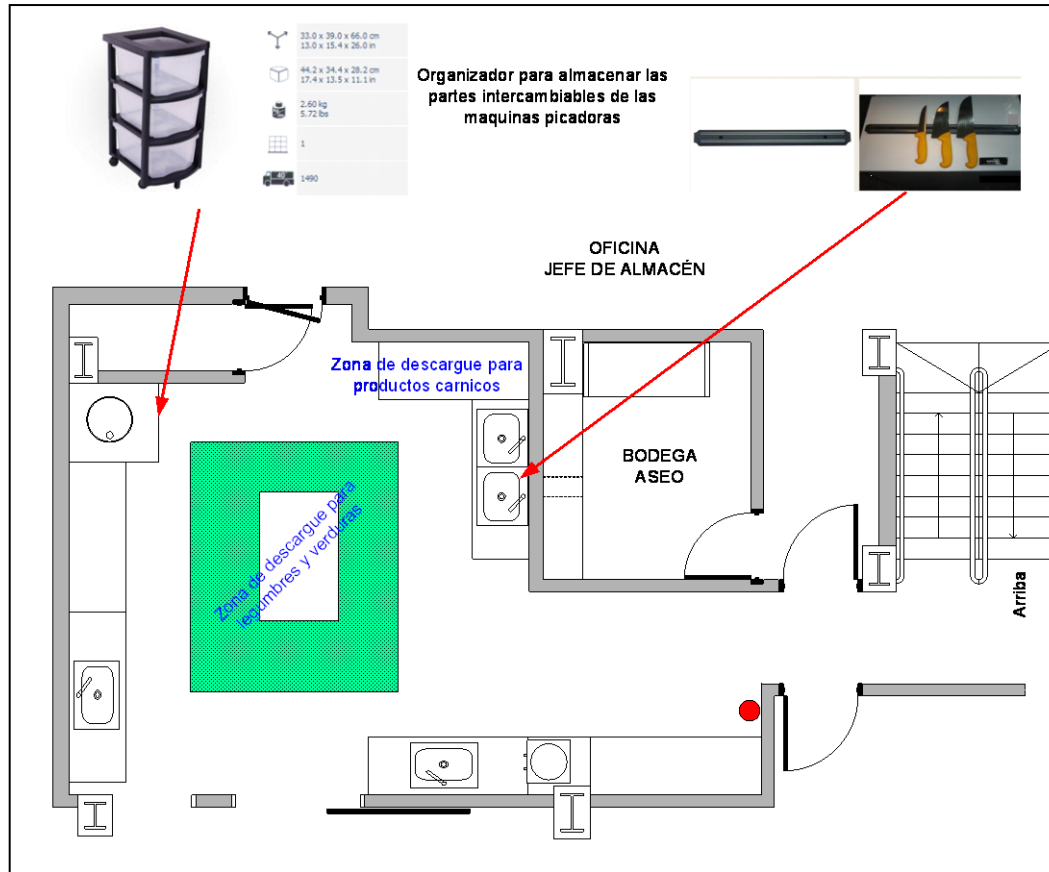 33.0 x 39.0 x 66.0 cm
13.0 x 15.4 x 26.0 in
44.2 x 34.4 x 28.2 cm
17.4 x 13.5 x 11.1 in
2.60 kg
5.72 lbs
1
1490
Organizador para almacenar las
partes intercambiables de las
maquinas picadoras
OFICINA
JEFE DE ALMACÉN
Zona de descargue para
productos carnicos
BODEGA
ASEO
Zona de descargue para
legumbres y verduras
Arriba